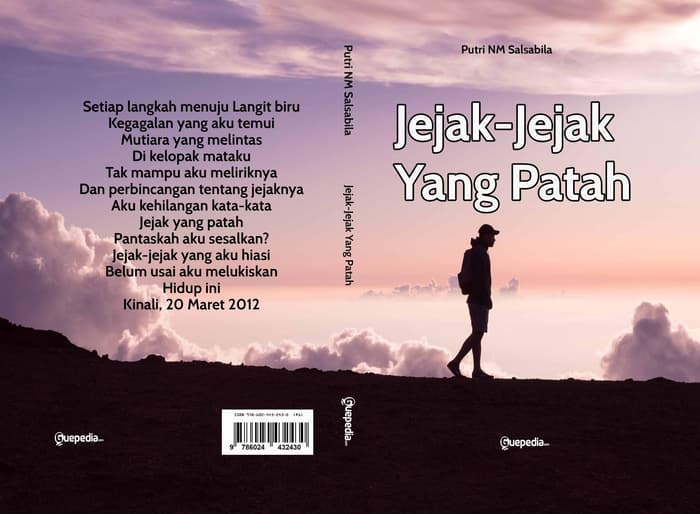 Setiap langkah menuju Langit biru
Kegagalan yang aku temui
Mutiara yang melintas
Di kelopak mataku
Tak mampu aku meliriknya
Dan perbincangan tentang jejaknya
Aku kehilangan kata-kata
Jejak yang patah
Pantaskah aku sesalkan?
Jejak-jejak yang aku hiasi
Belum usai aku melukiskan
Hidup ini
Kinali, 20 Maret 2012
Guepedia
9 786024 432430
Putri NM Salsabila
Jejak-Jejak Yang Patah
Guepedia
Putri NM Salsabila
Jejak-Jejak
Yang Patah
Guepedia